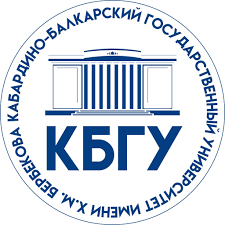 КАБАРДИНО-БАЛКАРСКИЙ ГОСУДАРСТВЕННЫЙ УНИВЕРСИТЕТ ИМЕНИ Х.М. БЕРБЕКОВА
КБГУ